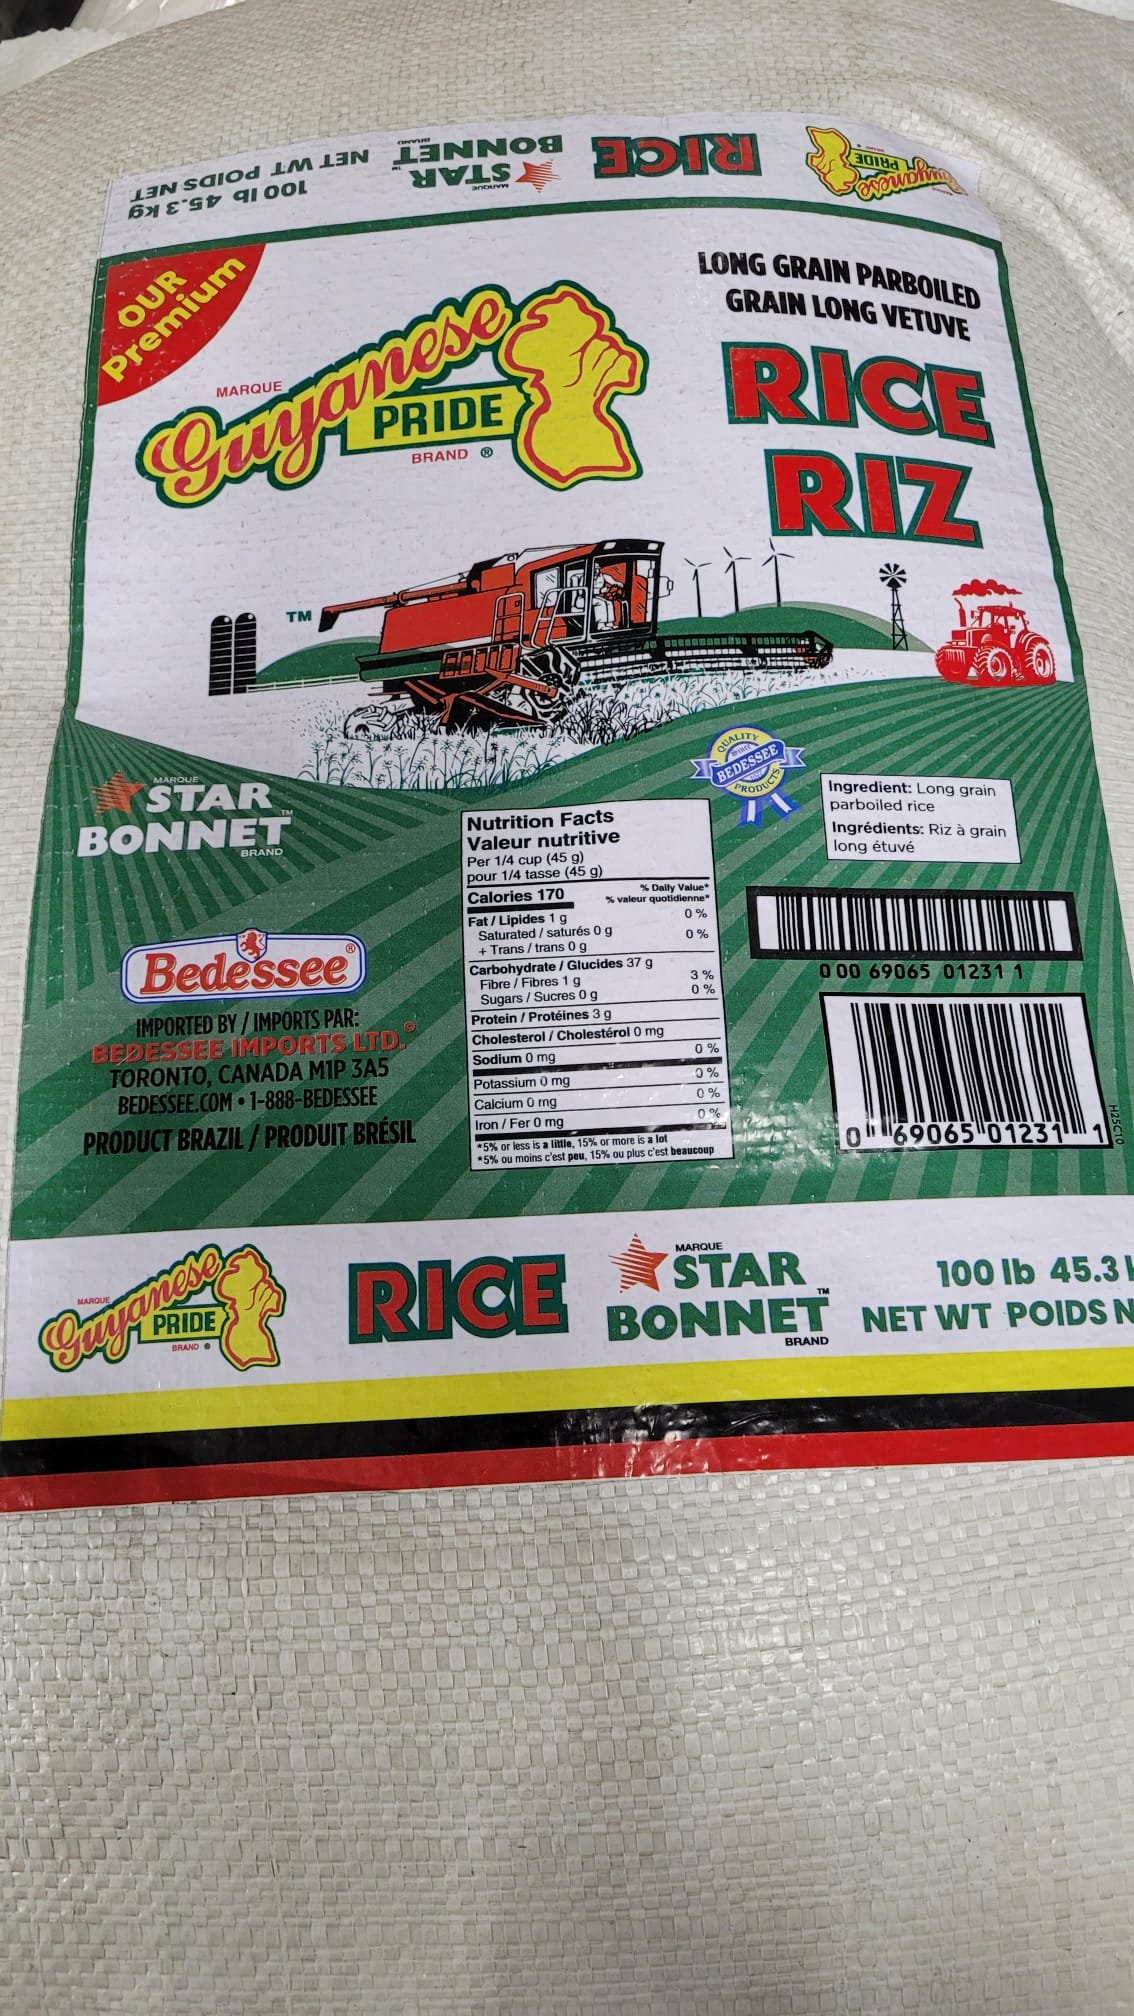 100 lb 45.3 kg
NET WT POIDS NET
MARQUE
STAR
BONNET™
BRAND
RICE
MARQUE
Guyanese
PRIDE
BRAND ®
OUR
Premium
LONG GRAIN PARBOILED
GRAIN LONG VETUVE
RICE
RIZ
MARQUE
Guyanese
PRIDE
BRAND ®
TM
MARQUE
STAR
BONNET™
BRAND
QUALITY
BEDESSEE
PRODUCTS
Ingredient: Long grain
parboiled rice
Ingrédients: Riz à grain
long étuvé
Nutrition Facts
Valeur nutritive
Per 1/4 cup (45 g)
pour 1/4 tasse (45 g)
Calories 170
% Daily Value*
% valeur quotidienne*
Fat / Lipides 1 g 0 %
Saturated / saturés 0 g
+ Trans / trans 0 g 0 %
Carbohydrate / Glucides 37 g
Fibre / Fibres 1 g 3 %
Sugars / Sucres 0 g 0 %
Protein / Protéines 3 g
Cholesterol / Cholestérol 0 mg
Sodium 0 mg 0 %
Potassium 0 mg 0 %
Calcium 0 mg 0 %
Iron / Fer 0 mg 0 %
*5% or less is a little, 15% or more is a lot
*5% ou moins c'est peu, 15% ou plus c'est beaucoup
0 00 69065 01231 1
0 69065 01231 1
H25C10
Bedessee®
IMPORTED BY / IMPORTS PAR:
BEDESSEE IMPORTS LTD.©
TORONTO, CANADA M1P 3A5
BEDESSEE.COM • 1-888-BEDESSEE
PRODUCT BRAZIL / PRODUIT BRÉSIL
MARQUE
Guyanese
PRIDE
BRAND ®
RICE
MARQUE
STAR
BONNET™
BRAND
100 lb 45.3 k
NET WT POIDS N